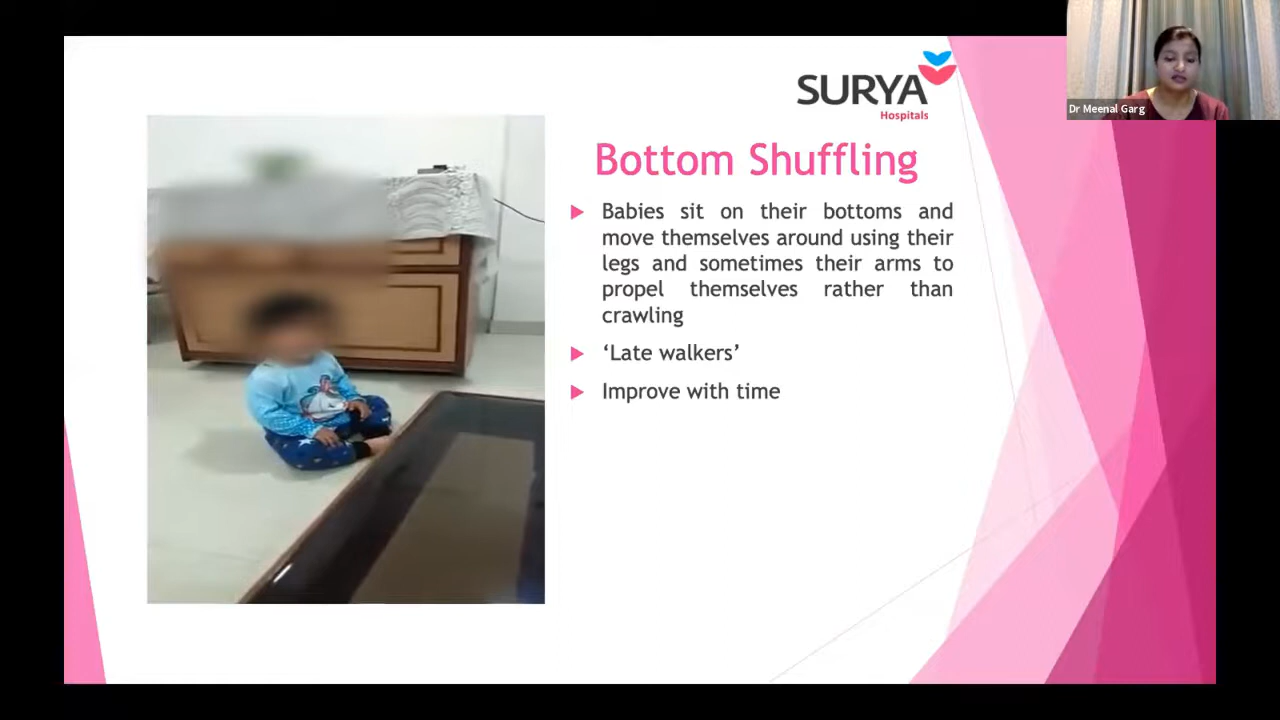 Dr Meenal Garg
SURYA
Hospitals
Bottom Shuffling
Babies sit on their bottoms and
move themselves around using their
legs and sometimes their arms to
propel themselves rather than
crawling
‘Late walkers’
Improve with time